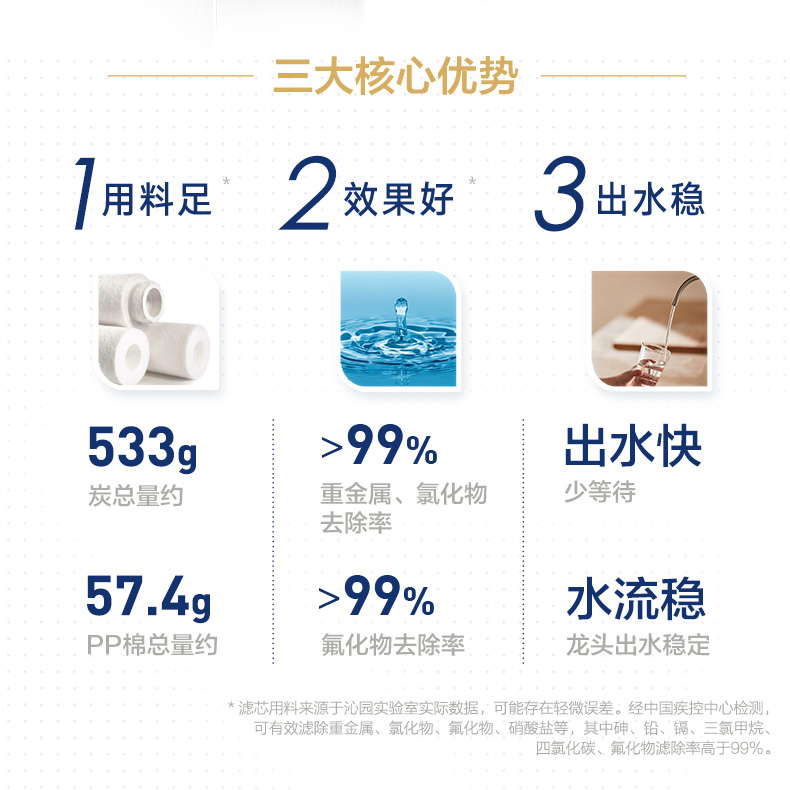 三大核心优势
1用料足*
2效果好*
3出水稳
533g
炭总量约
>99%
重金属、氯化物
去除率
出水快
少等待
57.4g
PP棉总量约
>99%
氟化物去除率
水流稳
龙头出水稳定
*滤芯用料来源于沁园实验室实际数据，可能存在轻微误差。经中国疾控中心检测，
可有效滤除重金属、氯化物、氟化物、硝酸盐等，其中砷、铅、镉、三氯甲烷、
四氯化碳、氟化物滤除率高于99%。